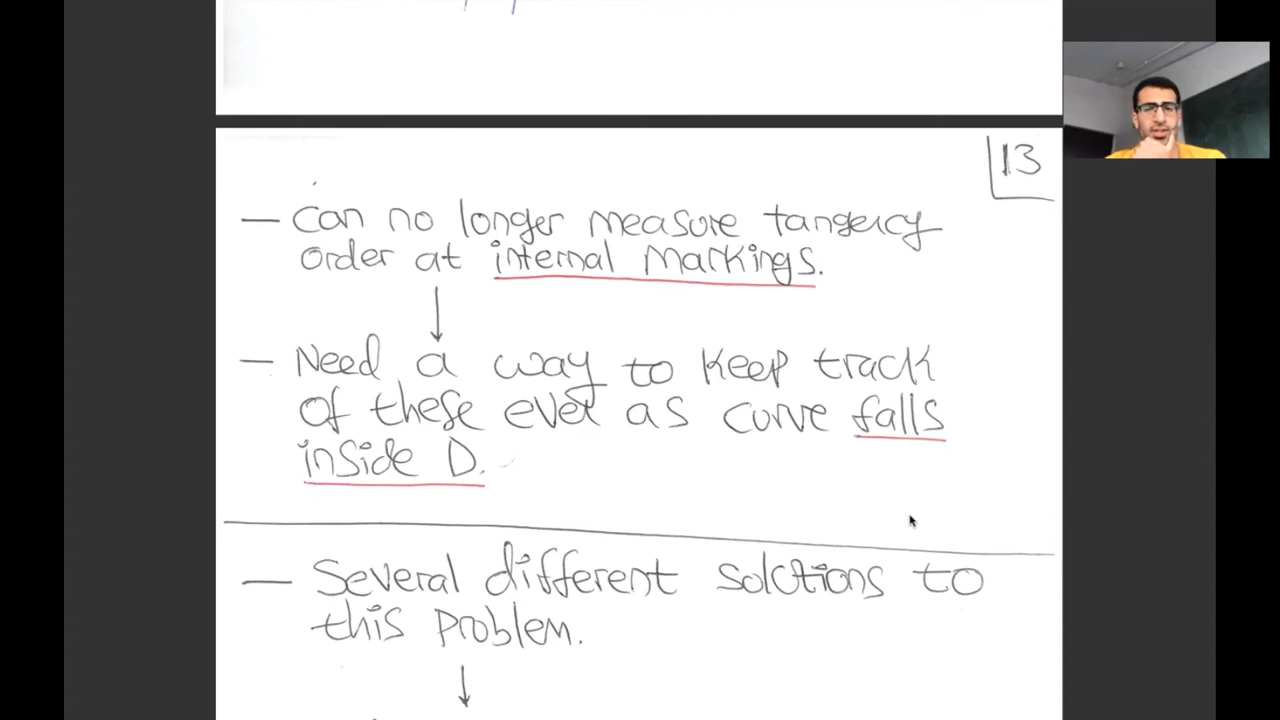 13
— Can no longer measure tangency
order at internal markings.
↓
— Need a way to keep track
of these even as curve falls
inside D.
— Several different solutions to
this problem.
↓